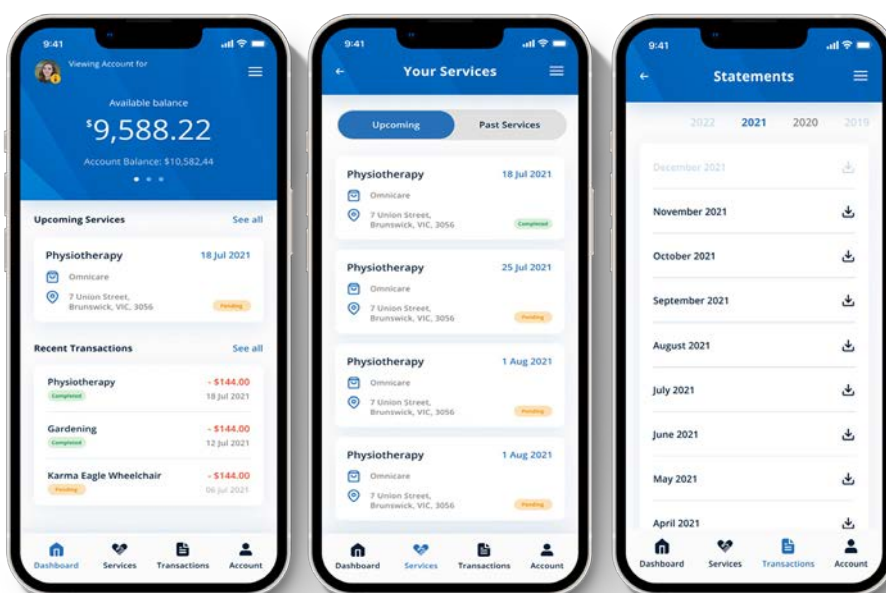 9:41
Viewing Account for
Available balance
$9,588.22
Account Balance: $10,582,44
Upcoming Services See all
Physiotherapy 18 Jul 2021
Omnicare
7 Union Street,
Brunswick, VIC, 3056 Pending
Recent Transactions See all
Physiotherapy - $144.00
Completed 18 Jul 2021
Gardening - $144.00
Completed 12 Jul 2021
Karma Eagle Wheelchair - $144.00
Pending 06 Jul 2021
Dashboard Services Transactions Account
9:41
Your Services
Upcoming Past Services
Physiotherapy 18 Jul 2021
Omnicare
7 Union Street,
Brunswick, VIC, 3056 Completed
Physiotherapy 25 Jul 2021
Omnicare
7 Union Street,
Brunswick, VIC, 3056 Pending
Physiotherapy 1 Aug 2021
Omnicare
7 Union Street,
Brunswick, VIC, 3056 Pending
Physiotherapy 1 Aug 2021
Omnicare
7 Union Street,
Brunswick, VIC, 3056 Pending
Dashboard Services Transactions Account
9:41
Statements
2022 2021 2020 2019
December 2021
November 2021
October 2021
September 2021
August 2021
July 2021
June 2021
May 2021
April 2021
Dashboard Services Transactions Account